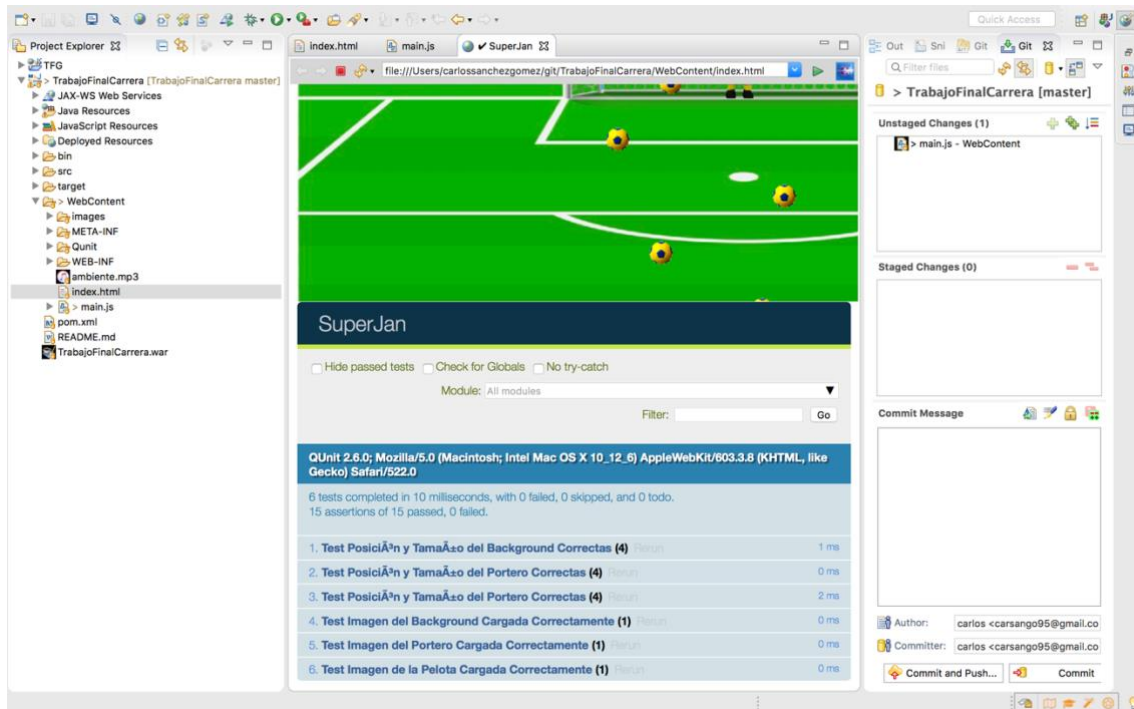 Quick Access
Project Explorer
TFG
> TrabajoFinalCarrera [TrabajoFinalCarrera master]
JAX-WS Web Services
Java Resources
JavaScript Resources
Deployed Resources
bin
src
target
> WebContent
images
META-INF
Qunit
WEB-INF
ambiente.mp3
index.html
> main.js
pom.xml
README.md
TrabajoFinalCarrera.war
index.html
main.js
✔ SuperJan
file:///Users/carlossanchezgomez/git/TrabajoFinalCarrera/WebContent/index.html
SuperJan
Hide passed tests Check for Globals No try-catch
Module: All modules
Filter: Go
QUnit 2.6.0; Mozilla/5.0 (Macintosh; Intel Mac OS X 10_12_6) AppleWebKit/603.3.8 (KHTML, like
Gecko) Safari/522.0
6 tests completed in 10 milliseconds, with 0 failed, 0 skipped, and 0 todo.
15 assertions of 15 passed, 0 failed.
1. Test PosiciÃ³n y TamaÃ±o del Background Correctas (4) Rerun 1 ms
2. Test PosiciÃ³n y TamaÃ±o del Portero Correctas (4) Rerun 0 ms
3. Test PosiciÃ³n y TamaÃ±o del Portero Correctas (4) Rerun 2 ms
4. Test Imagen del Background Cargada Correctamente (1) Rerun 0 ms
5. Test Imagen del Portero Cargada Correctamente (1) Rerun 0 ms
6. Test Imagen de la Pelota Cargada Correctamente (1) Rerun 0 ms
Out
Sni
Git
Git
Filter files
> TrabajoFinalCarrera [master]
Unstaged Changes (1)
> main.js - WebContent
Staged Changes (0)
Commit Message
Author: carlos <carsango95@gmail.co
Committer: carlos <carsango95@gmail.co
Commit and Push...
Commit